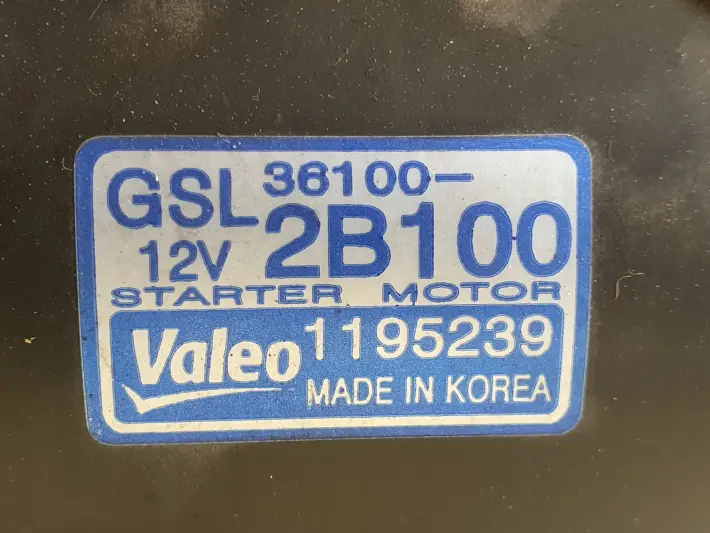 GSL 36100-
12V 2B100
STARTER MOTOR
Valeo 1195239
MADE IN KOREA